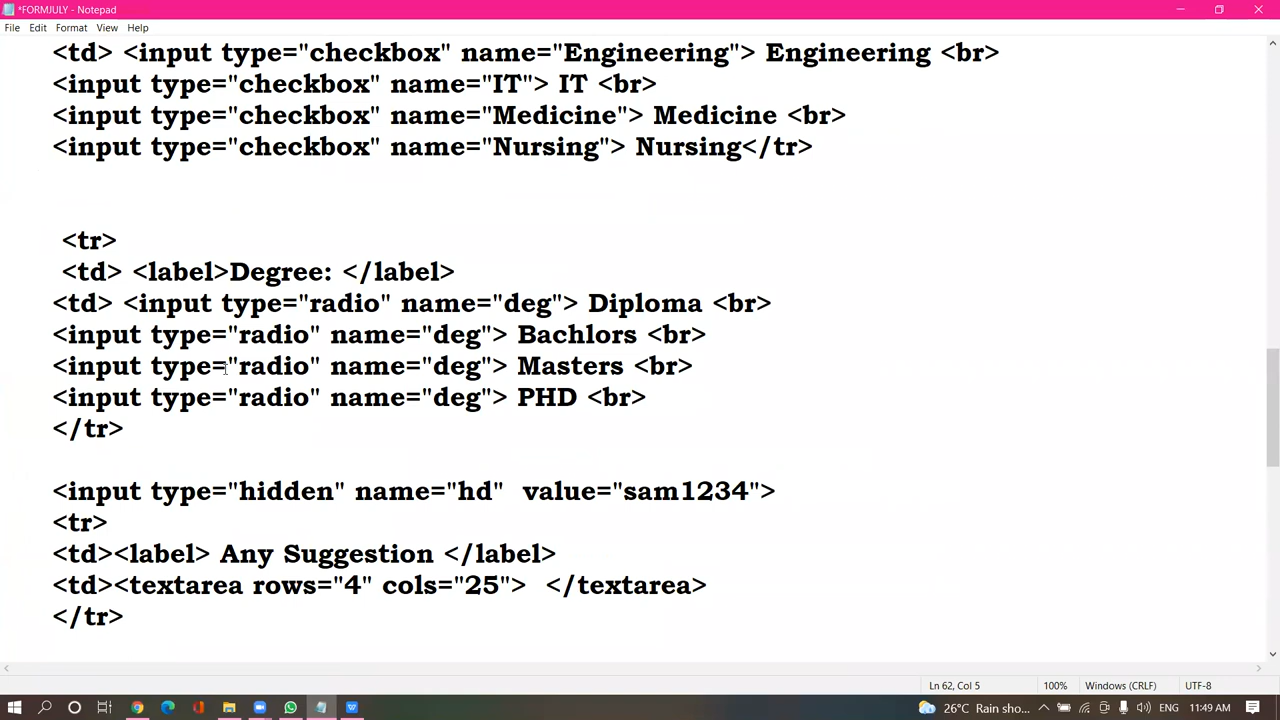 *FORMJULY - Notepad
File Edit Format View Help
<td> <input type="checkbox" name="Engineering"> Engineering <br>
<input type="checkbox" name="IT"> IT <br>
<input type="checkbox" name="Medicine"> Medicine <br>
<input type="checkbox" name="Nursing"> Nursing</tr>
<tr>
<td> <label>Degree: </label>
<td> <input type="radio" name="deg"> Diploma <br>
<input type="radio" name="deg"> Bachlors <br>
<input type="radio" name="deg"> Masters <br>
<input type="radio" name="deg"> PHD <br>
</tr>
<input type="hidden" name="hd"  value="sam1234">
<tr>
<td><label> Any Suggestion </label>
<td><textarea rows="4" cols="25">  </textarea>
</tr>
Ln 62, Col 5 100% Windows (CRLF) UTF-8
26°C Rain sho... ENG 11:49 AM